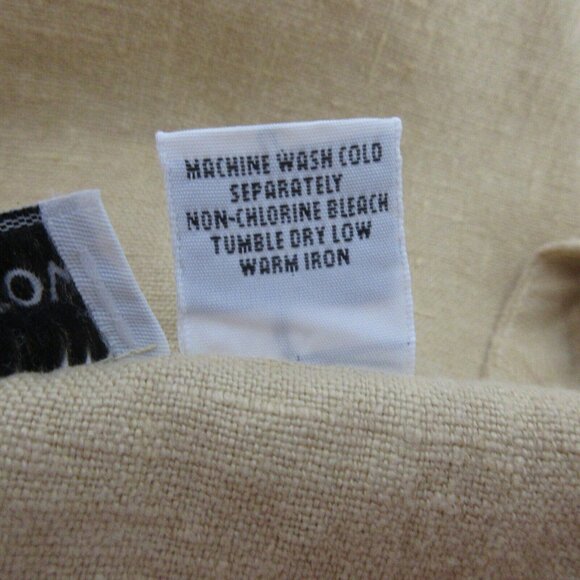 MACHINE WASH COLD
SEPARATELY
NON-CHLORINE BLEACH
TUMBLE DRY LOW
WARM IRON